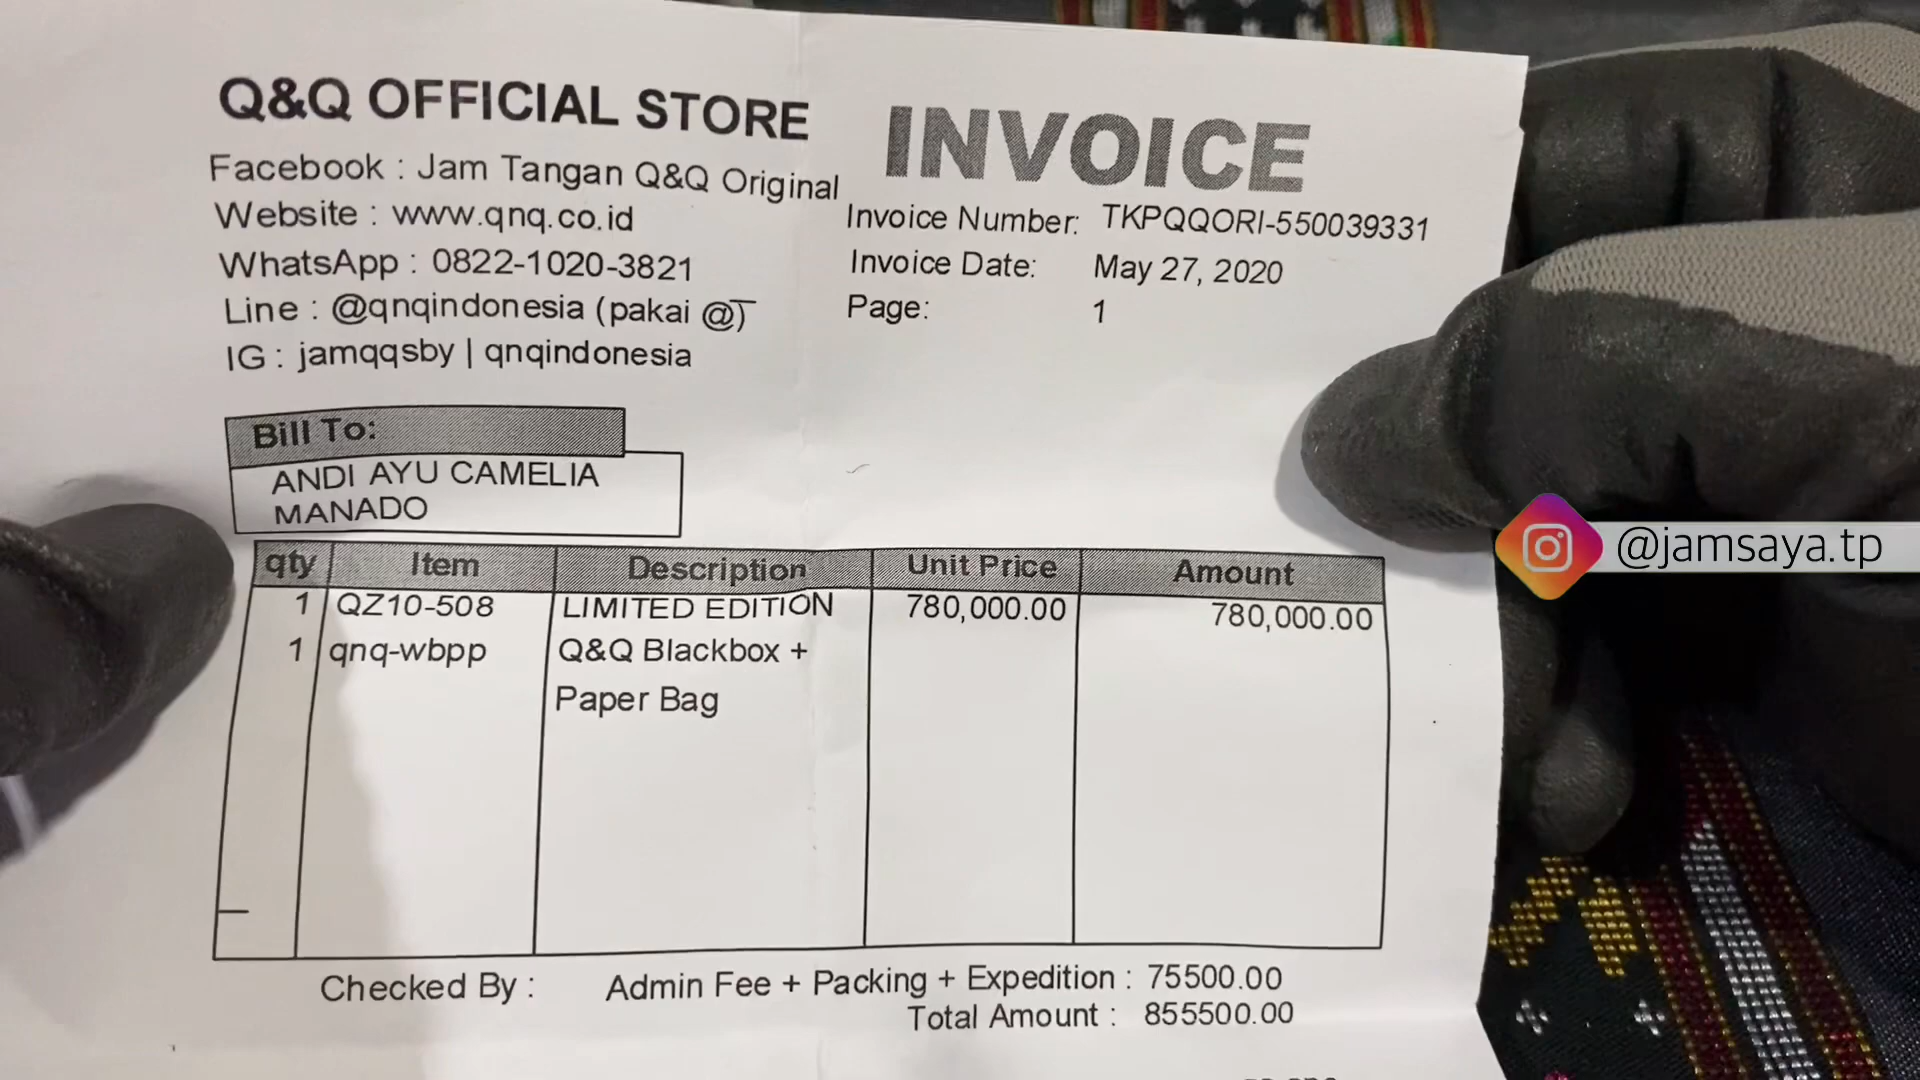 Q&Q OFFICIAL STORE
Facebook : Jam Tangan Q&Q Original
Website : www.qnq.co.id
WhatsApp : 0822-1020-3821
Line : @qnqindonesia (pakai @)
IG : jamqqsby | qnqindonesia
INVOICE
Invoice Number: TKPQQORI-550039331
Invoice Date: May 27, 2020
Page: 1
Bill To:
ANDI AYU CAMELIA
MANADO
@jamsaya.tp
qty Item Description Unit Price Amount
1 QZ10-508 LIMITED EDITION 780,000.00 780,000.00
1 qnq-wbpp Q&Q Blackbox +
Paper Bag
Checked By : Admin Fee + Packing + Expedition : 75500.00
Total Amount : 855500.00